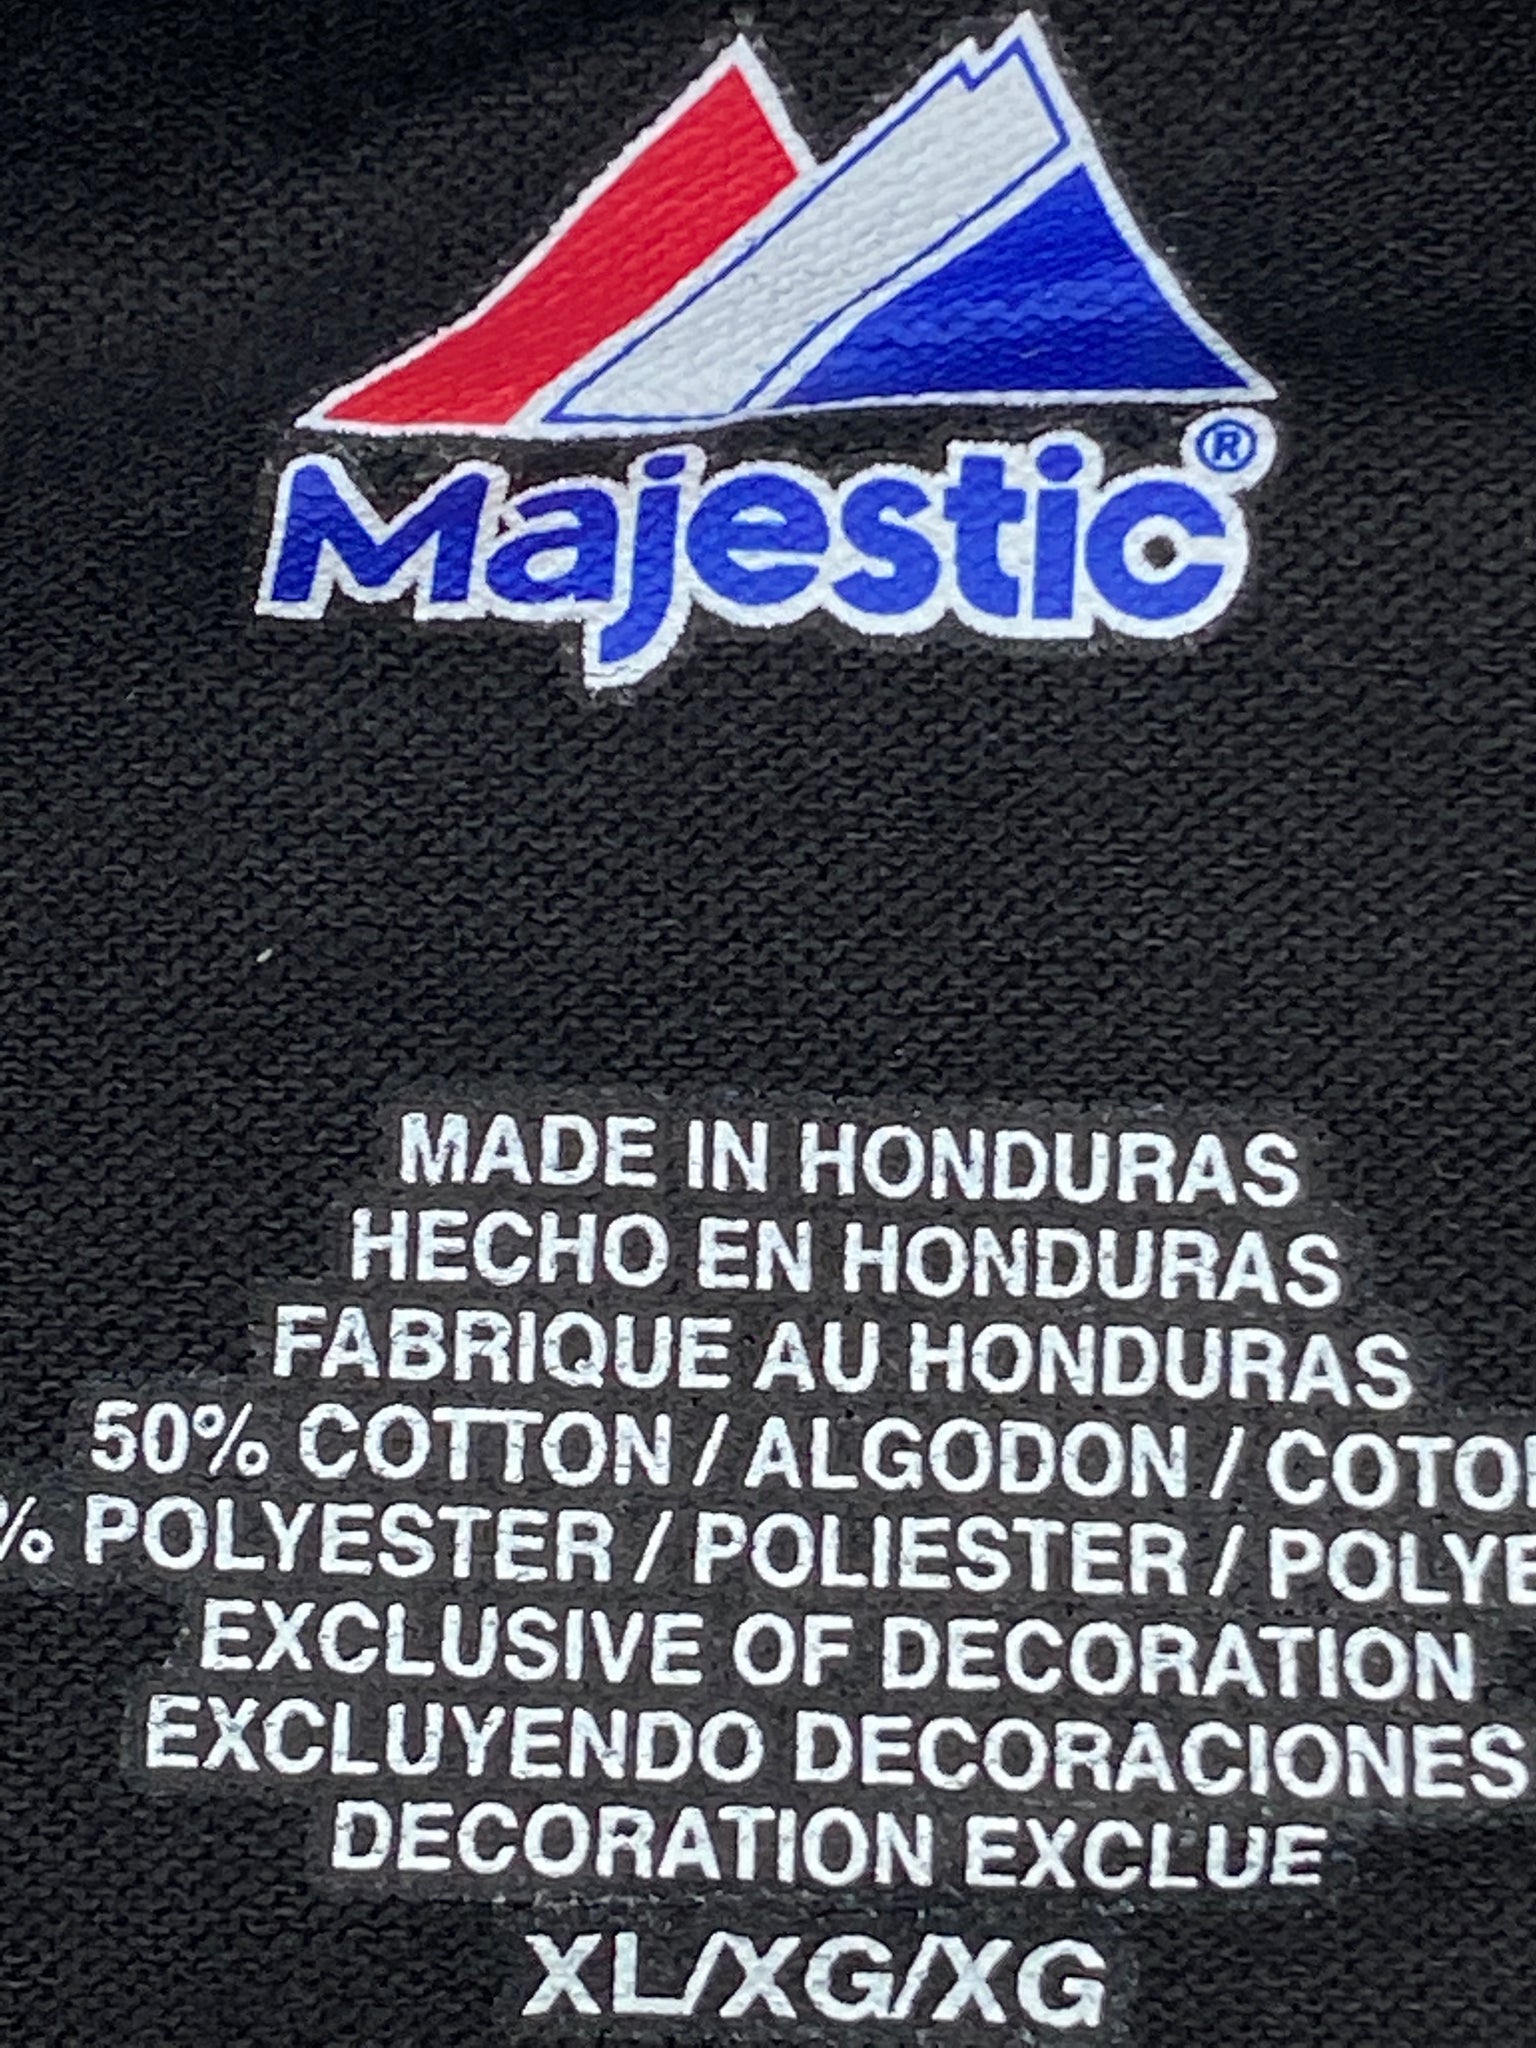 Majestic®
MADE IN HONDURAS
HECHO EN HONDURAS
FABRIQUE AU HONDURAS
50% COTTON / ALGODON / COTO
% POLYESTER / POLIESTER / POLYE
EXCLUSIVE OF DECORATION
EXCLUYENDO DECORACIONES
DECORATION EXCLUE
XL/XG/XG